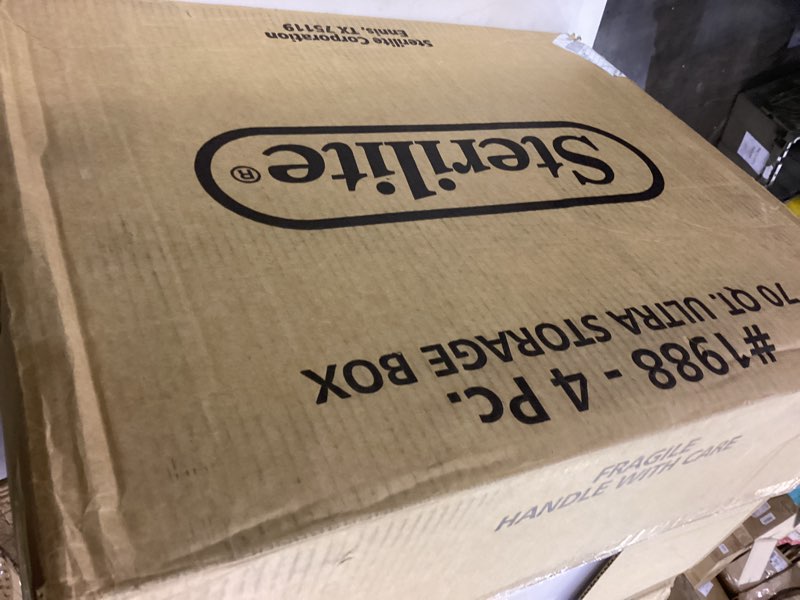 #1988 - 4 Pc.
70 QT. ULTRA STORAGE BOX
Sterilite®
Sterilite Corporation
Ennis, TX 75119
FRAGILE
HANDLE WITH CARE